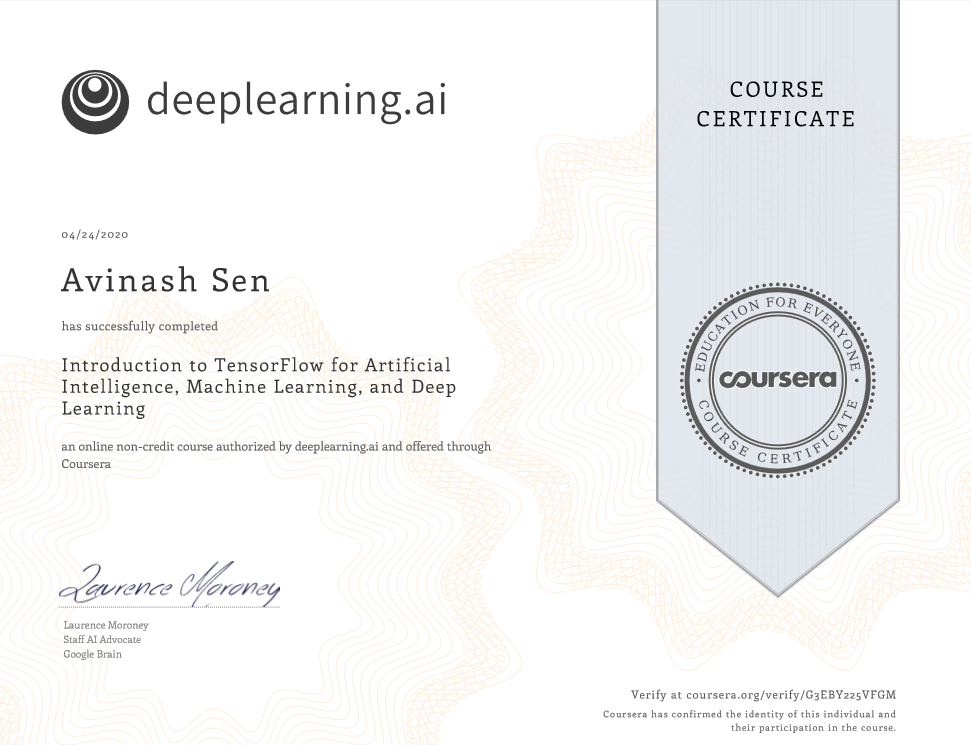 deeplearning.ai
COURSE
CERTIFICATE
04/24/2020
Avinash Sen
has successfully completed
Introduction to TensorFlow for Artificial
Intelligence, Machine Learning, and Deep
Learning
an online non-credit course authorized by deeplearning.ai and offered through
Coursera
EDUCATION FOR EVERYONE
coursera
COURSE CERTIFICATE
Laurence Moroney
Laurence Moroney
Staff AI Advocate
Google Brain
Verify at coursera.org/verify/G3EBY225VFGM
Coursera has confirmed the identity of this individual and
their participation in the course.